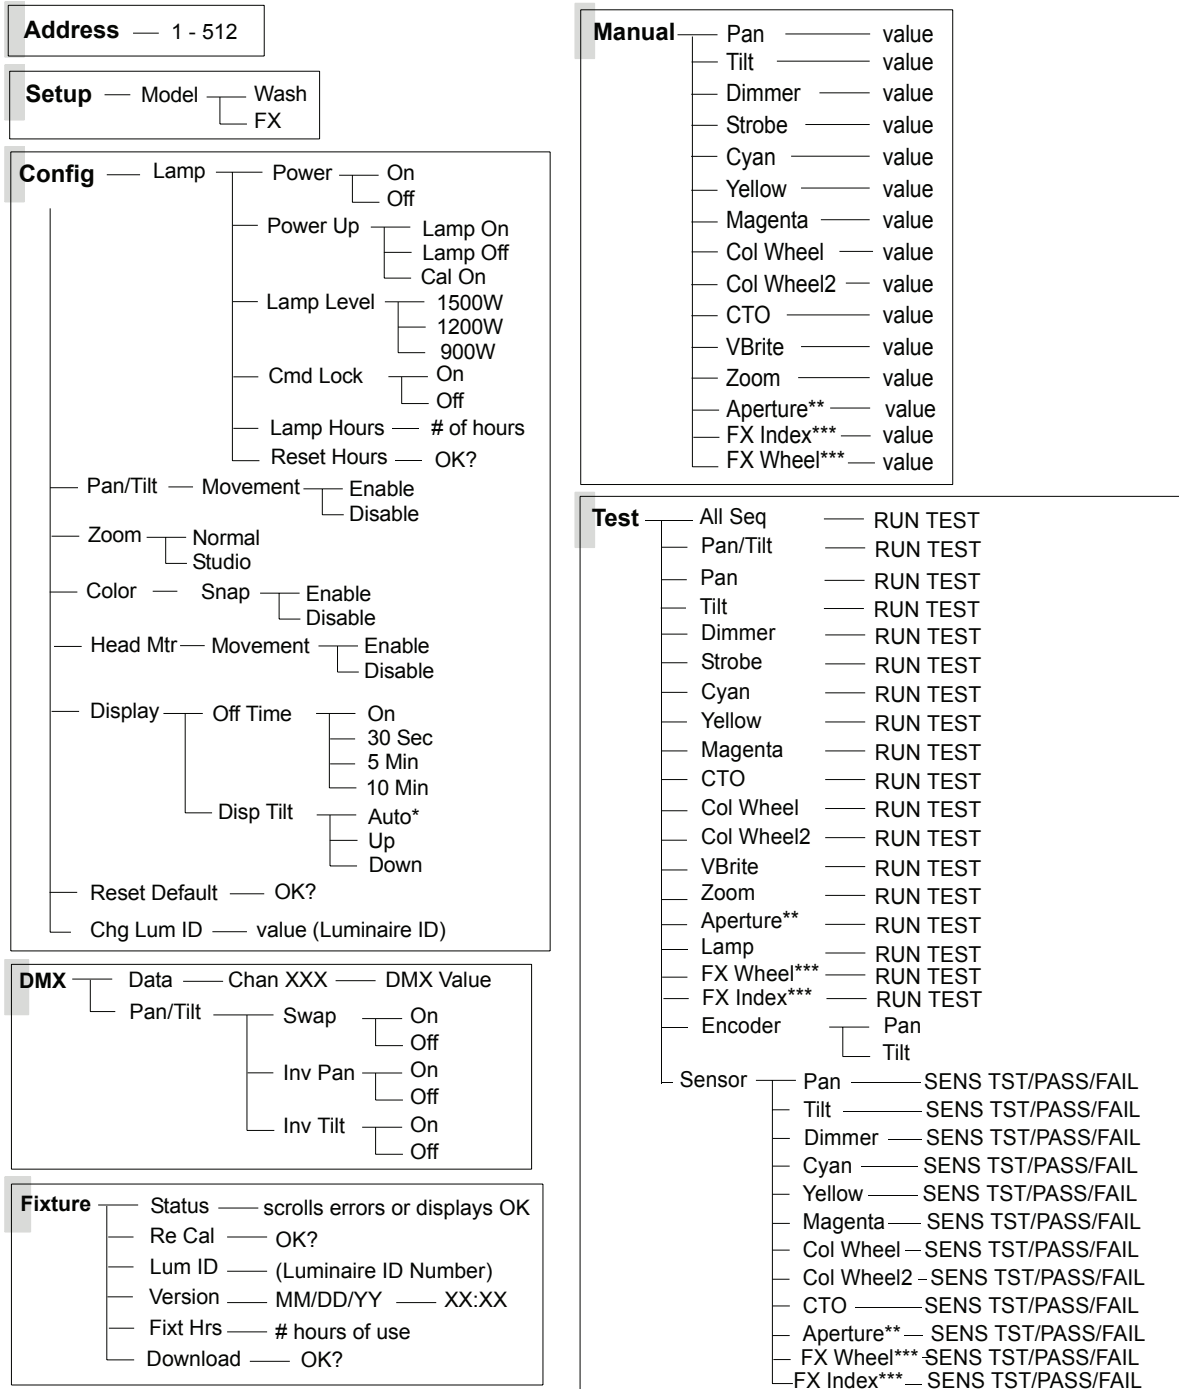 Address 1 - 512
Setup Model Wash
FX
Config Lamp Power On
Off
Power Up Lamp On
Lamp Off
Cal On
Lamp Level 1500W
1200W
900W
Cmd Lock On
Off
Lamp Hours # of hours
Reset Hours OK?
Pan/Tilt Movement Enable
Disable
Zoom Normal
Studio
Color Snap Enable
Disable
Head Mtr Movement Enable
Disable
Display Off Time On
30 Sec
5 Min
10 Min
Disp Tilt Auto*
Up
Down
Reset Default OK?
Chg Lum ID value (Luminaire ID)
DMX Data Chan XXX DMX Value
Pan/Tilt Swap On
Off
Inv Pan On
Off
Inv Tilt On
Off
Fixture Status scrolls errors or displays OK
Re Cal OK?
Lum ID (Luminaire ID Number)
Version MM/DD/YY XX:XX
Fixt Hrs # hours of use
Download OK?
Manual Pan value
Tilt value
Dimmer value
Strobe value
Cyan value
Yellow value
Magenta value
Col Wheel value
Col Wheel2 value
CTO value
VBrite value
Zoom value
Aperture** value
FX Index*** value
FX Wheel*** value
Test All Seq RUN TEST
Pan/Tilt RUN TEST
Pan RUN TEST
Tilt RUN TEST
Dimmer RUN TEST
Strobe RUN TEST
Cyan RUN TEST
Yellow RUN TEST
Magenta RUN TEST
CTO RUN TEST
Col Wheel RUN TEST
Col Wheel2 RUN TEST
VBrite RUN TEST
Zoom RUN TEST
Aperture** RUN TEST
Lamp RUN TEST
FX Wheel*** RUN TEST
FX Index*** RUN TEST
Encoder Pan
Tilt
Sensor Pan SENS TST/PASS/FAIL
Tilt SENS TST/PASS/FAIL
Dimmer SENS TST/PASS/FAIL
Cyan SENS TST/PASS/FAIL
Yellow SENS TST/PASS/FAIL
Magenta SENS TST/PASS/FAIL
Col Wheel SENS TST/PASS/FAIL
Col Wheel2 SENS TST/PASS/FAIL
CTO SENS TST/PASS/FAIL
Aperture** SENS TST/PASS/FAIL
FX Wheel*** SENS TST/PASS/FAIL
FX Index*** SENS TST/PASS/FAIL